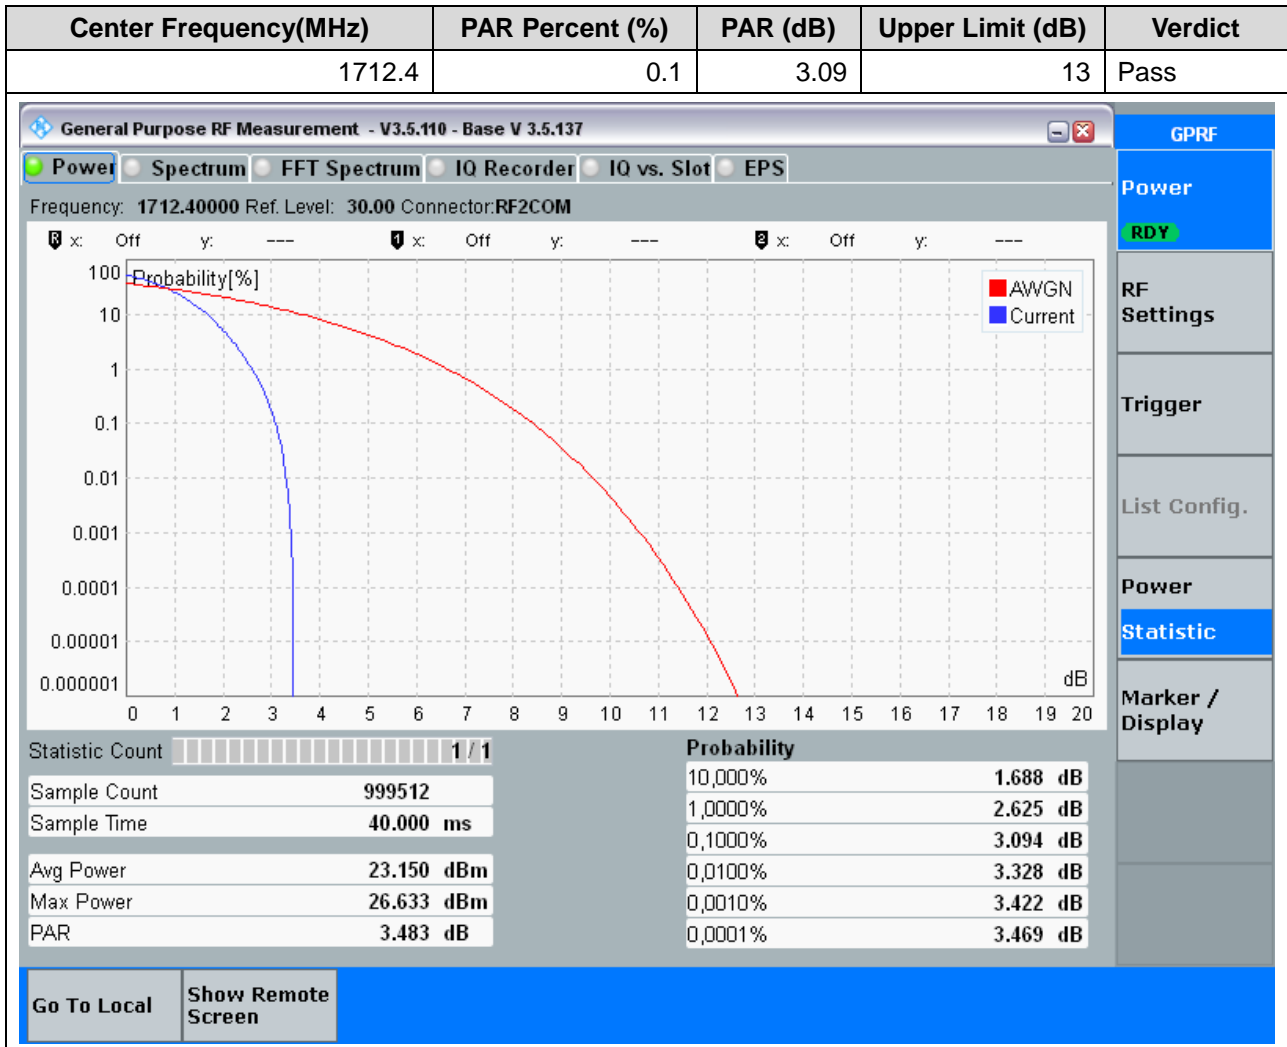 Center Frequency(MHz) PAR Percent (%) PAR (dB) Upper Limit (dB) Verdict
1712.4 0.1 3.09 13 Pass
General Purpose RF Measurement - V3.5.110 - Base V 3.5.137
GPRF
Power Spectrum FFT Spectrum IQ Recorder IQ vs. Slot EPS
Power
RDY
Frequency: 1712.40000 Ref. Level: 30.00 Connector:RF2COM
R x: Off y: --- 1 x: Off y: --- 2 x: Off y: ---
Probability[%]
AWGN
Current
100
10
1
0.1
0.01
0.001
0.0001
0.00001
0.000001
dB
0 1 2 3 4 5 6 7 8 9 10 11 12 13 14 15 16 17 18 19 20
RF
Settings
Trigger
List Config.
Power
Statistic
Marker /
Display
Statistic Count 1 / 1
Sample Count 999512
Sample Time 40.000 ms
Avg Power 23.150 dBm
Max Power 26.633 dBm
PAR 3.483 dB
Probability
10,000% 1.688 dB
1,0000% 2.625 dB
0,1000% 3.094 dB
0,0100% 3.328 dB
0,0010% 3.422 dB
0,0001% 3.469 dB
Go To Local
Show Remote
Screen